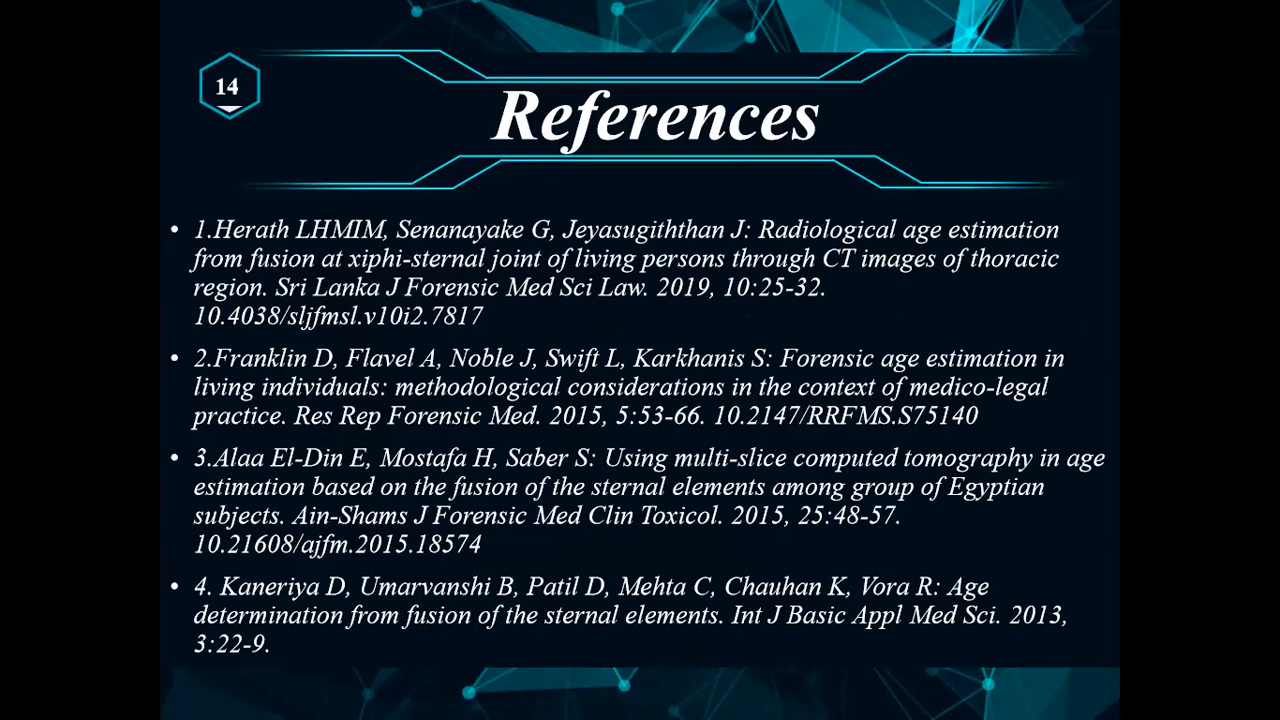 14
References
• 1.Herath LHMIM, Senanayake G, Jeyasugiththan J: Radiological age estimation
from fusion at xiphi-sternal joint of living persons through CT images of thoracic
region. Sri Lanka J Forensic Med Sci Law. 2019, 10:25-32.
10.4038/sljfmsl.v10i2.7817
• 2.Franklin D, Flavel A, Noble J, Swift L, Karkhanis S: Forensic age estimation in
living individuals: methodological considerations in the context of medico-legal
practice. Res Rep Forensic Med. 2015, 5:53-66. 10.2147/RRFMS.S75140
• 3.Alaa El-Din E, Mostafa H, Saber S: Using multi-slice computed tomography in age
estimation based on the fusion of the sternal elements among group of Egyptian
subjects. Ain-Shams J Forensic Med Clin Toxicol. 2015, 25:48-57.
10.21608/ajfm.2015.18574
• 4. Kaneriya D, Umarvanshi B, Patil D, Mehta C, Chauhan K, Vora R: Age
determination from fusion of the sternal elements. Int J Basic Appl Med Sci. 2013,
3:22-9.